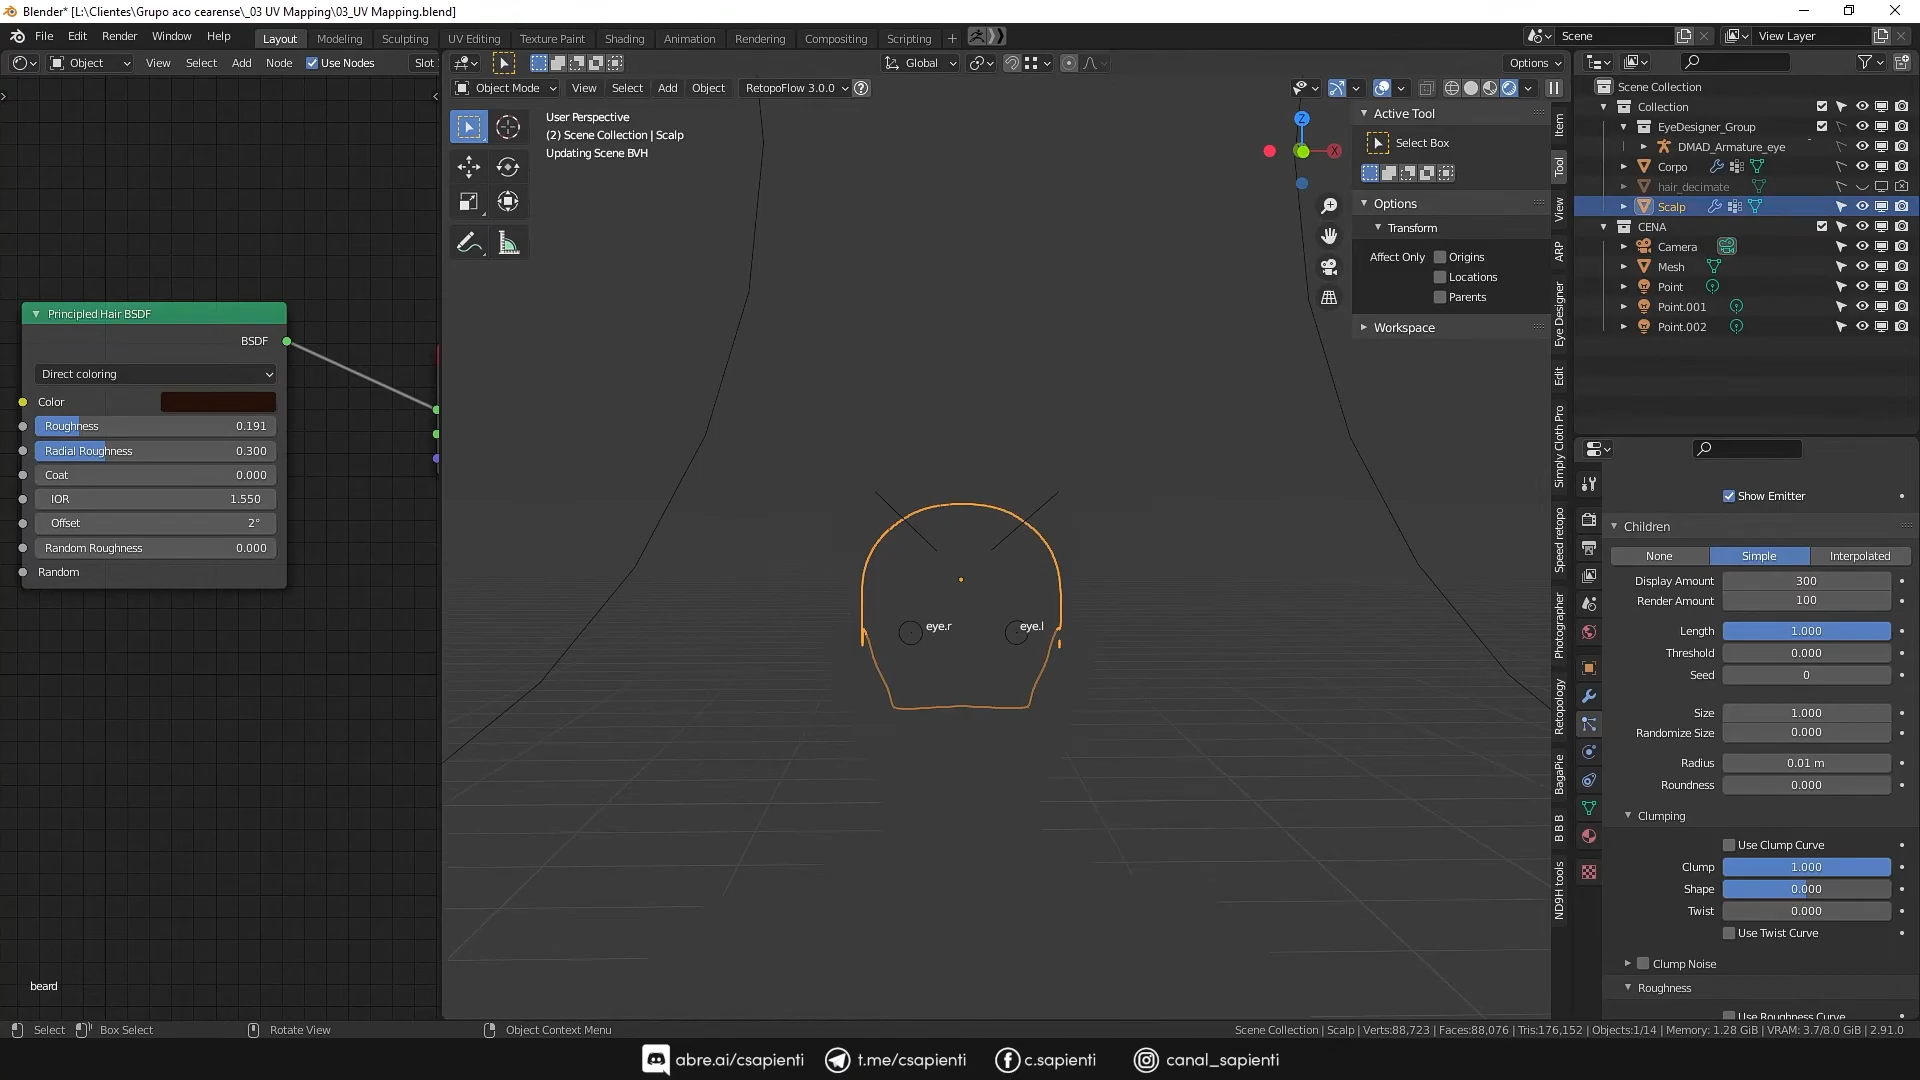 Blender* [L:\Clientes\Grupo aco cearense\_03 UV Mapping\03_UV Mapping.blend]
File Edit Render Window Help Layout Modeling Sculpting UV Editing Texture Paint Shading Animation Rendering Compositing Scripting + Scene View Layer
Object View Select Add Node Use Nodes Slot
Global Options
Object Mode View Select Add Object RetopoFlow 3.0.0
User Perspective
(2) Scene Collection | Scalp
Updating Scene BVH
Z
X
Active Tool
Select Box
Options
Transform
Affect Only Origins
Locations
Parents
Workspace
Item
Tool
View
ARP
Eye Designer
Edit
Simply Cloth Pro
Speed retopo
Photographer
Retopology
BagaPie
B B B
ND9H tools
Scene Collection
Collection
EyeDesigner_Group
DMAD_Armature_eye
Corpo
hair_decimate
Scalp
CENA
Camera
Mesh
Point
Point.001
Point.002
Principled Hair BSDF
BSDF
Direct coloring
Color
Roughness 0.191
Radial Roughness 0.300
Coat 0.000
IOR 1.550
Offset 2°
Random Roughness 0.000
Random
beard
eye.r
eye.l
Show Emitter
Children
None Simple Interpolated
Display Amount 300
Render Amount 100
Length 1.000
Threshold 0.000
Seed 0
Size 1.000
Randomize Size 0.000
Radius 0.01 m
Roundness 0.000
Clumping
Use Clump Curve
Clump 1.000
Shape 0.000
Twist 0.000
Use Twist Curve
Clump Noise
Roughness
Use Roughness Curve
Select Box Select Rotate View Object Context Menu
Scene Collection | Scalp | Verts:88,723 | Faces:88,076 | Tris:176,152 | Objects:1/14 | Memory: 1.28 GiB | VRAM: 3.7/8.0 GiB | 2.91.0
abre.ai/csapienti t.me/csapienti c.sapienti canal_sapienti